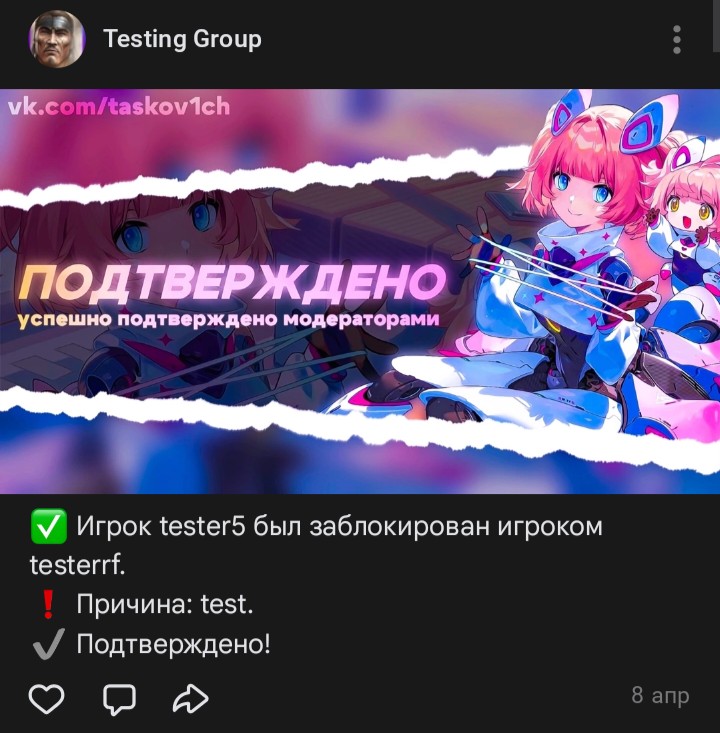 Testing Group
vk.com/taskov1ch
ПОДТВЕРЖДЕНО
успешно подтверждено модераторами
✅ Игрок tester5 был заблокирован игроком
testerrf.
❗ Причина: test.
✔ Подтверждено!
8 апр